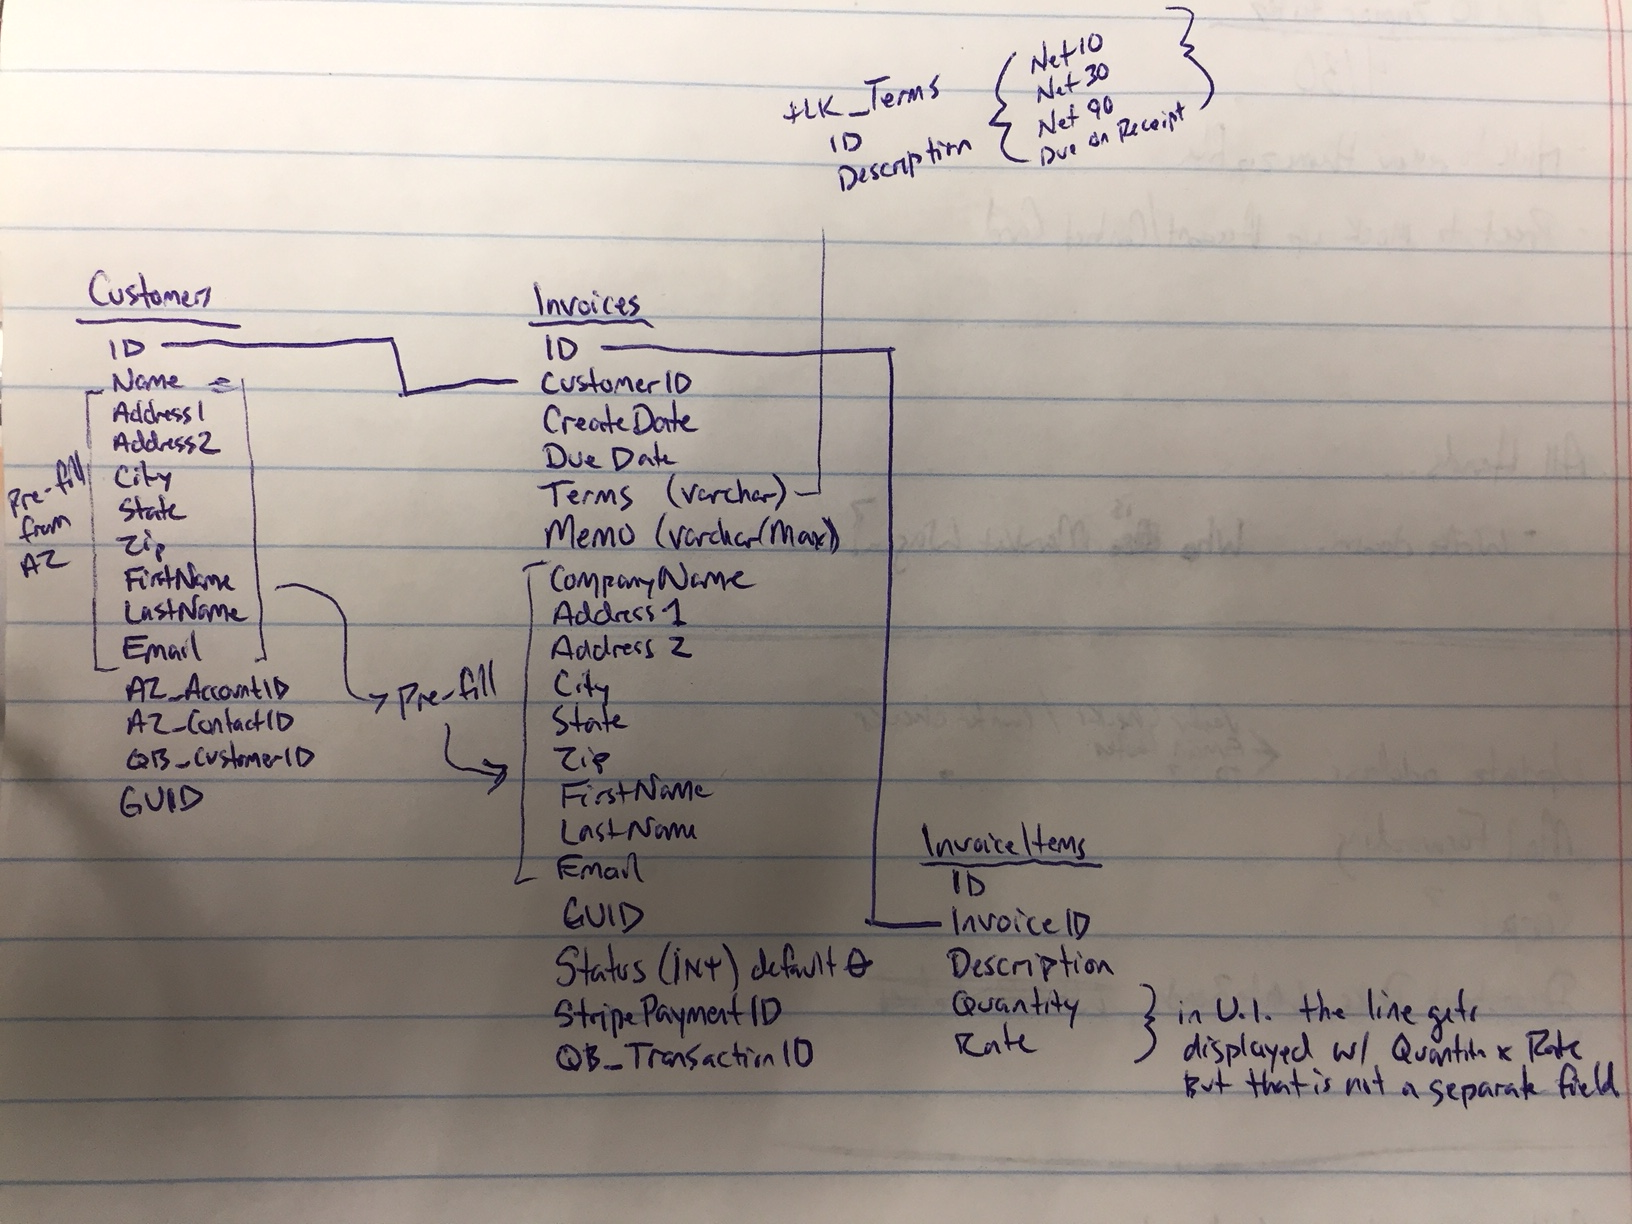 tLK_Terms
ID
Description
Net 10
Net 30
Net 90
Due on Receipt
Customers
ID
Name
Address1
Address2
City
State
Zip
FirstName
LastName
Email
AZ_AccountID
AZ_ContactID
QB_CustomerID
GUID
Pre-fill
from
AZ
Pre-fill
Invoices
ID
CustomerID
CreateDate
Due Date
Terms (varchar)
Memo (varchar(Max))
CompanyName
Address 1
Address 2
City
State
Zip
FirstName
LastName
Email
GUID
Status (INt) default 0
StripePaymentID
QB_TransactionID
InvoiceItems
ID
InvoiceID
Description
Quantity
Rate
in U.I. the line gets
displayed w/ Quantity x Rate
But that is not a separate field